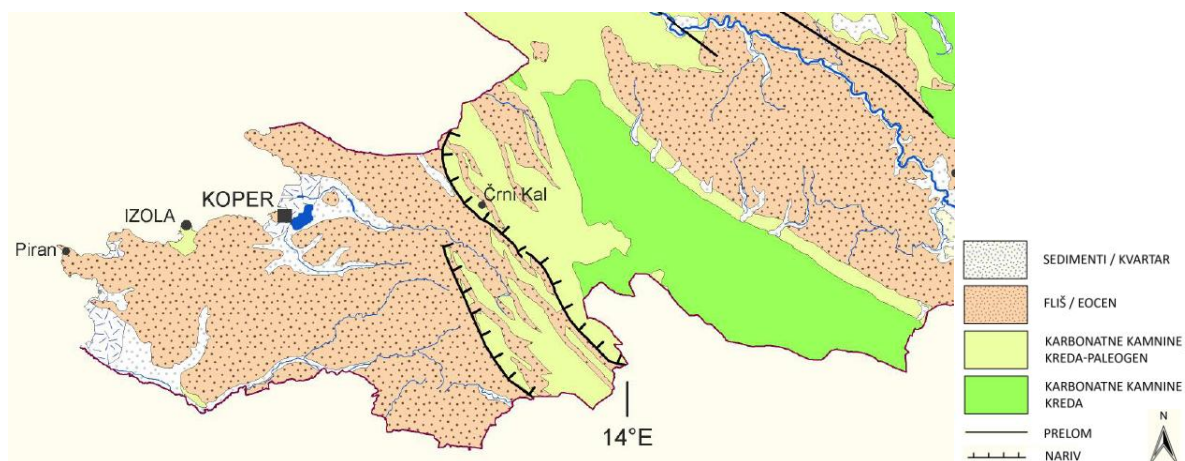 Črni Kal
KOPER
IZOLA
Piran
14°E
SEDIMENTI / KVARTAR
FLIŠ / EOCEN
KARBONATNE KAMNINE
KREDA-PALEOGEN
KARBONATNE KAMNINE
KREDA
PRELOM
NARIV
N